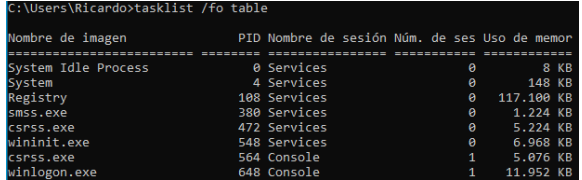 C:\Users\Ricardo>tasklist /fo table
Nombre de imagen PID Nombre de sesión Núm. de ses Uso de memor
========================= ======== ================ =========== ============
System Idle Process 0 Services 0 8 KB
System 4 Services 0 148 KB
Registry 108 Services 0 117.100 KB
smss.exe 380 Services 0 1.224 KB
csrss.exe 472 Services 0 5.224 KB
wininit.exe 548 Services 0 6.968 KB
csrss.exe 564 Console 1 5.076 KB
winlogon.exe 648 Console 1 11.952 KB